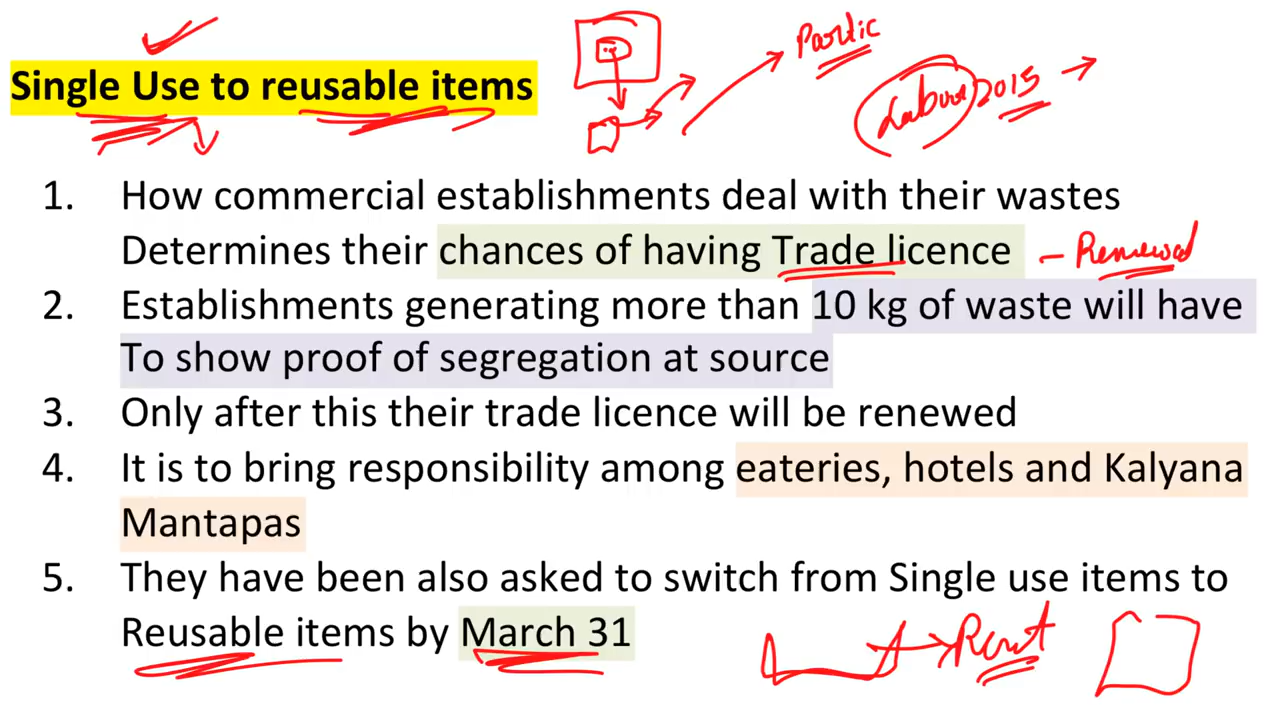 Single Use to reusable items
Labour 2015
1. How commercial establishments deal with their wastes
Determines their chances of having Trade licence - Renewed
2. Establishments generating more than 10 kg of waste will have
To show proof of segregation at source
3. Only after this their trade licence will be renewed
4. It is to bring responsibility among eateries, hotels and Kalyana
Mantapas
5. They have been also asked to switch from Single use items to
Reusable items by March 31